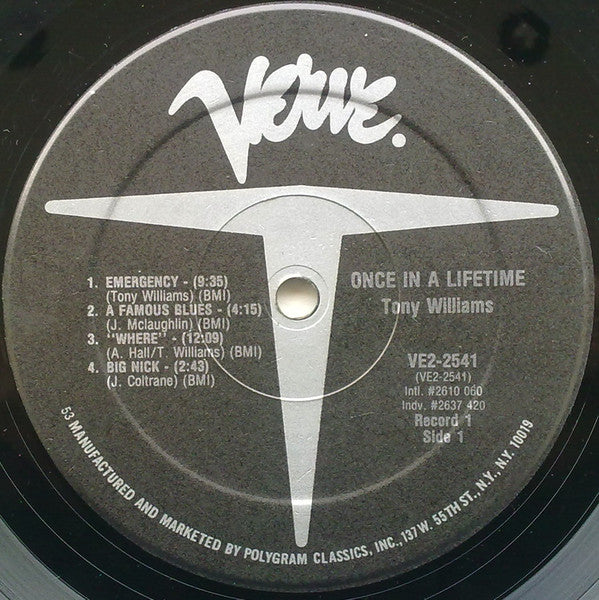 Verve.
1. EMERGENCY - (9:35)
(Tony Williams) (BMI)
2. A FAMOUS BLUES - (4:15)
(J. Mclaughlin) (BMI)
3. "WHERE" - (12:09)
(A. Hall/T. Williams) (BMI)
4. BIG NICK - (2:43)
(J. Coltrane) (BMI)
ONCE IN A LIFETIME
Tony Williams
VE2-2541
(VE2-2541)
Intl. #2610 060
Indv. #2637 420
Record 1
Side 1
53 MANUFACTURED AND MARKETED BY POLYGRAM CLASSICS, INC., 137 W. 55TH ST., N.Y., N.Y. 10019